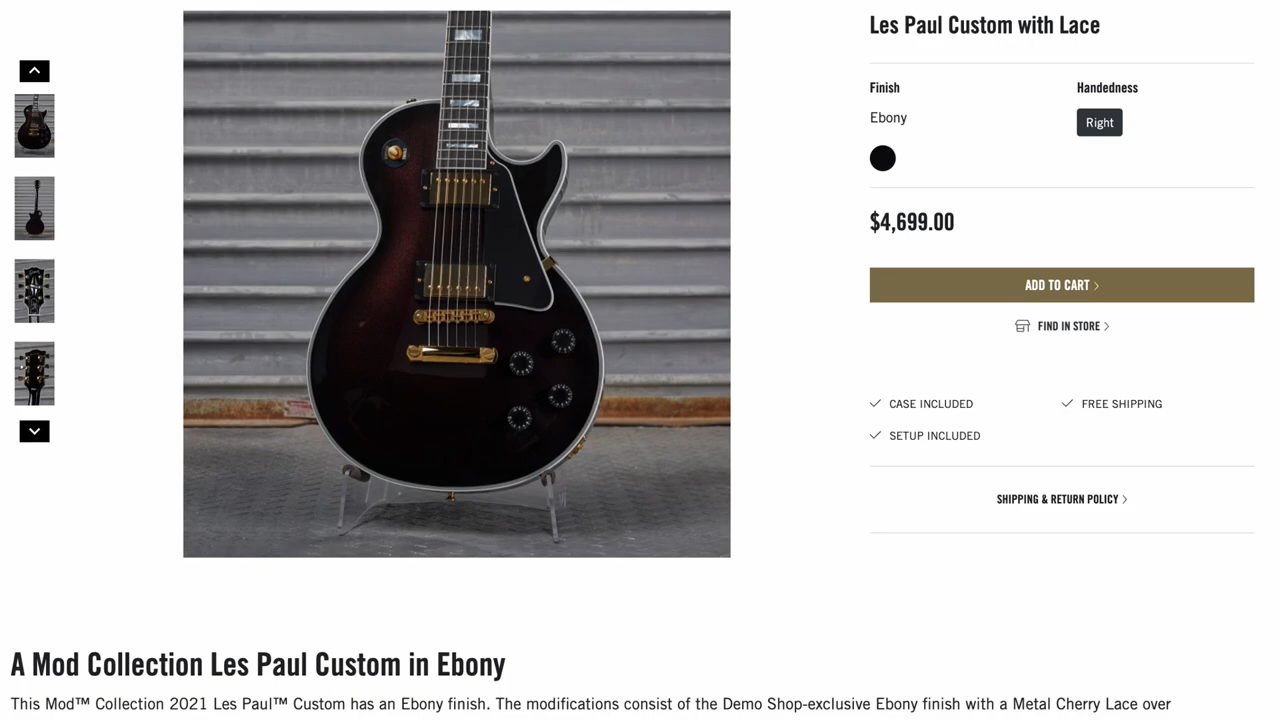 Les Paul Custom with Lace
Finish
Handedness
Ebony
Right
$4,699.00
ADD TO CART
FIND IN STORE
CASE INCLUDED
FREE SHIPPING
SETUP INCLUDED
SHIPPING & RETURN POLICY
A Mod Collection Les Paul Custom in Ebony
This Mod™ Collection 2021 Les Paul™ Custom has an Ebony finish. The modifications consist of the Demo Shop-exclusive Ebony finish with a Metal Cherry Lace over